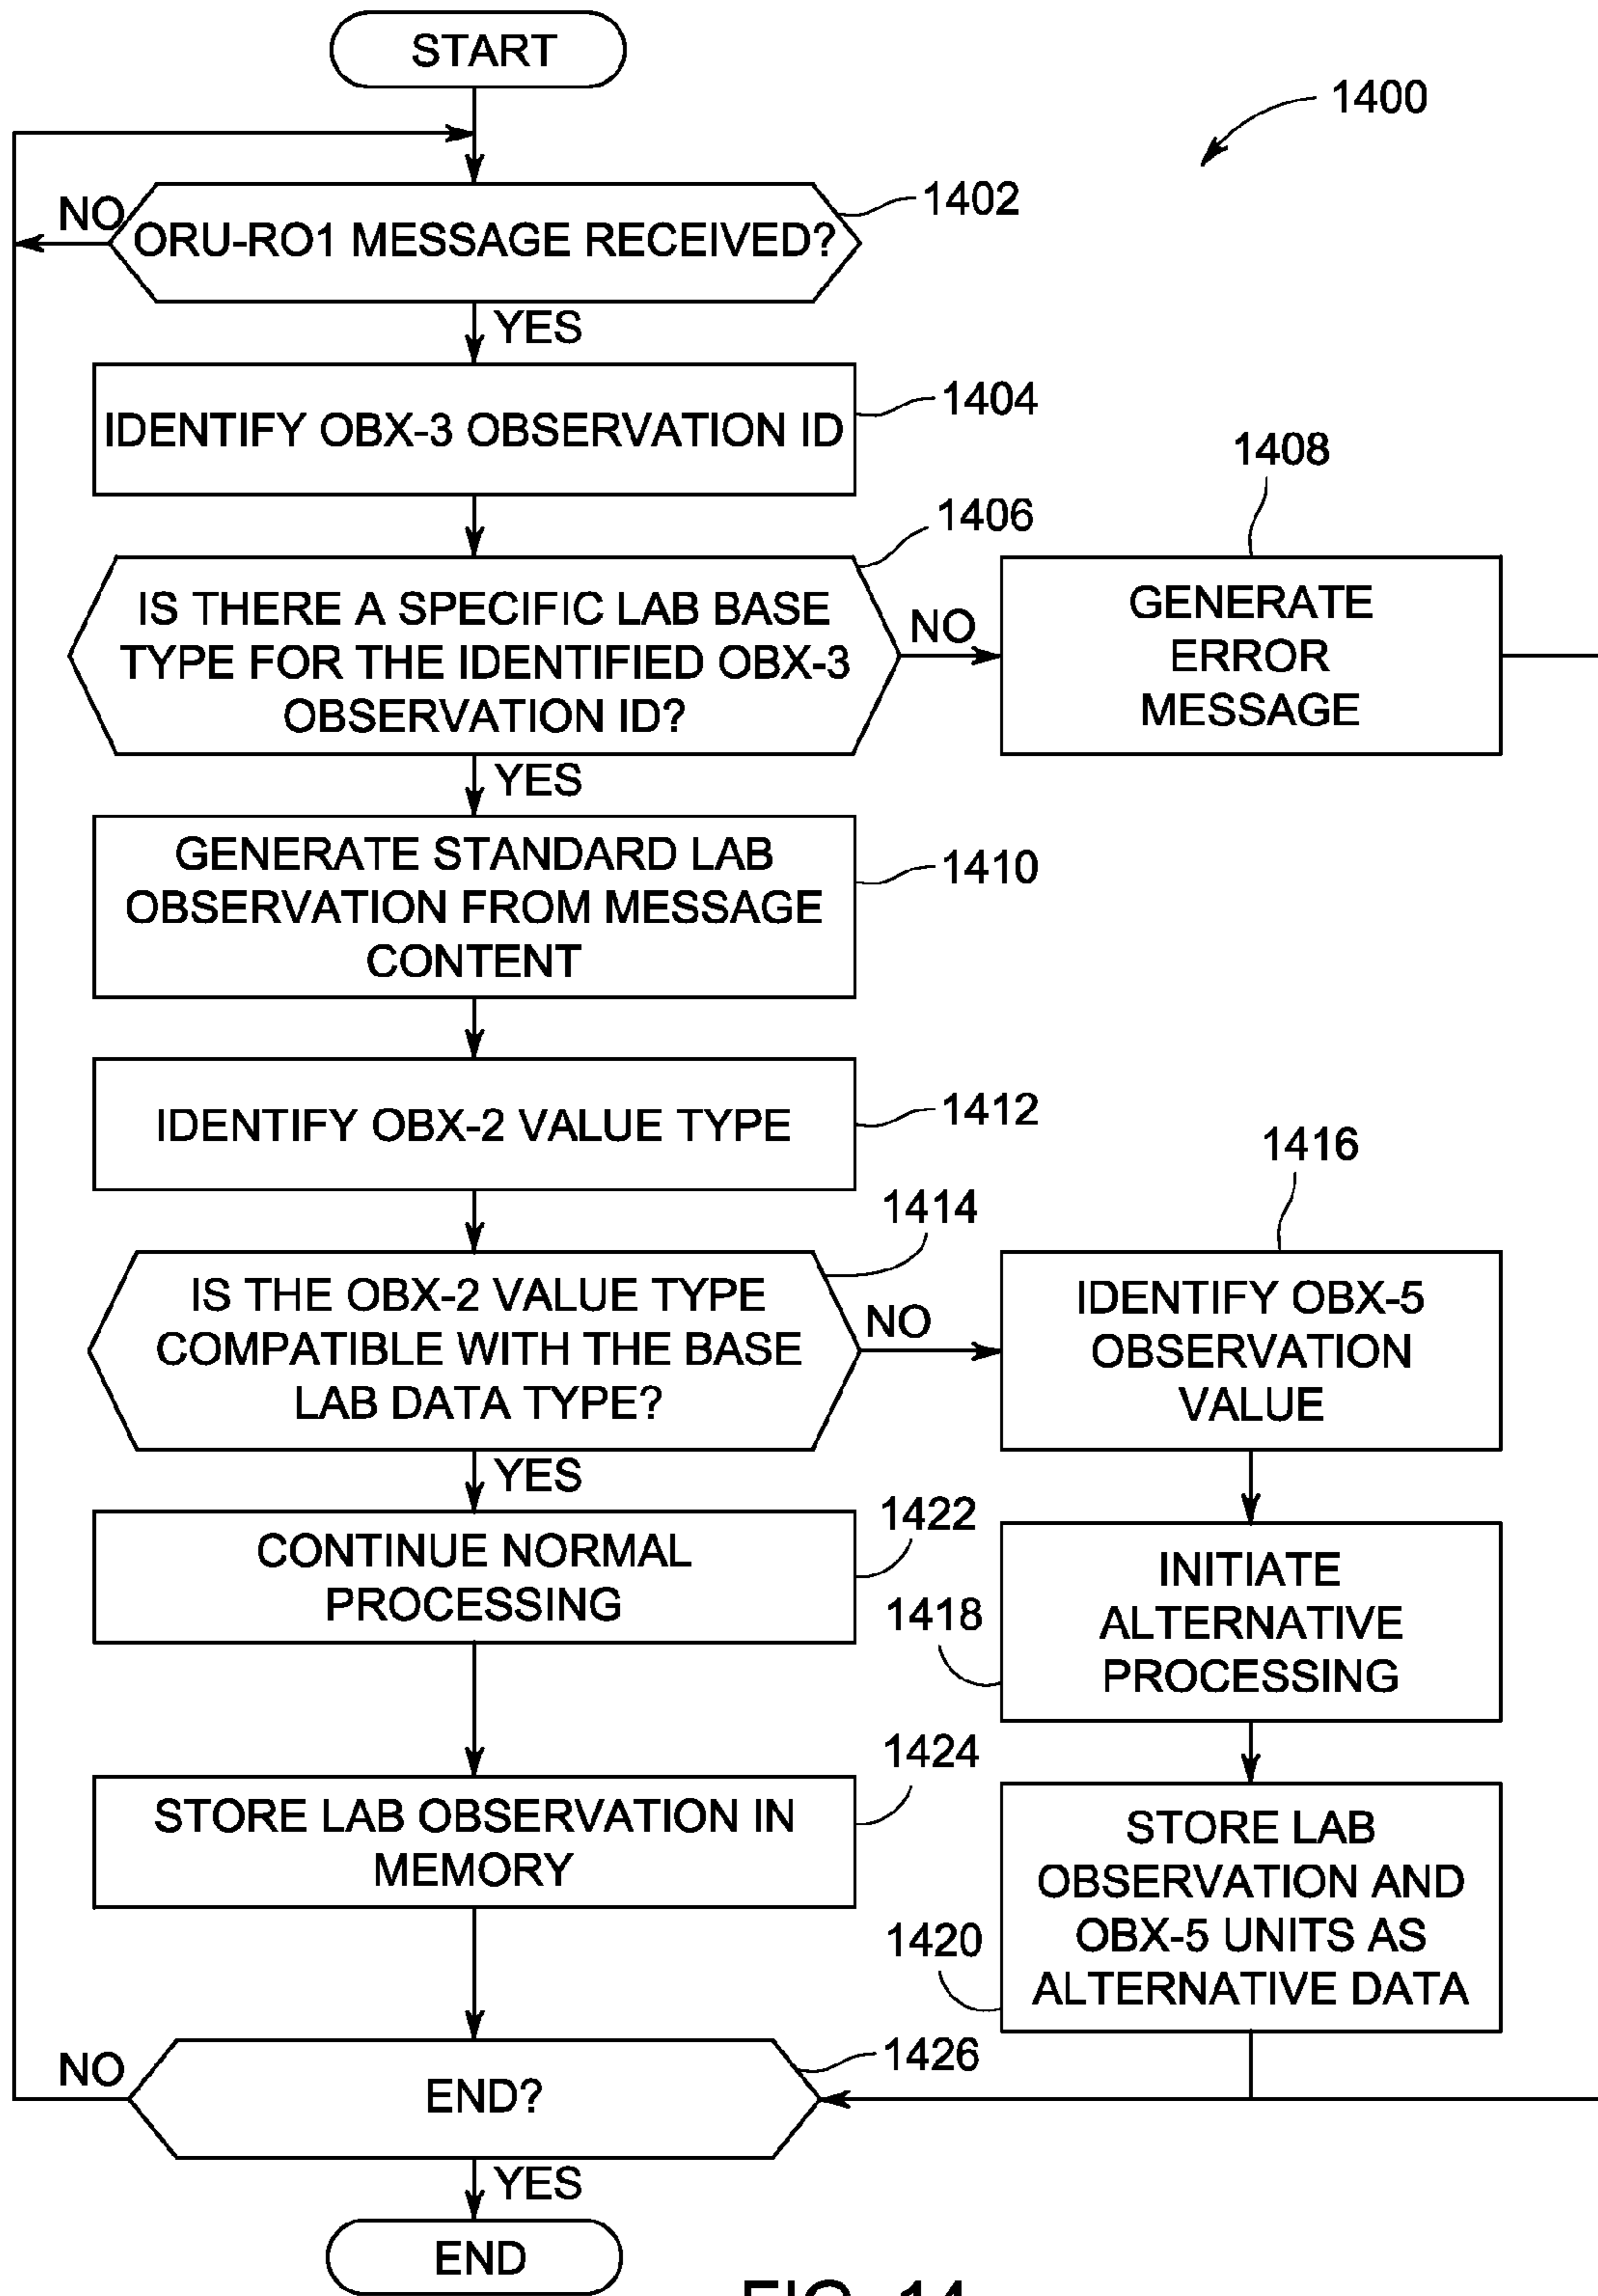 START
1400
NO
ORU-RO1 MESSAGE RECEIVED?
1402
YES
IDENTIFY OBX-3 OBSERVATION ID
1404
1406
1408
IS THERE A SPECIFIC LAB BASE
TYPE FOR THE IDENTIFIED OBX-3
OBSERVATION ID?
NO
GENERATE
ERROR
MESSAGE
YES
GENERATE STANDARD LAB
OBSERVATION FROM MESSAGE
CONTENT
1410
IDENTIFY OBX-2 VALUE TYPE
1412
1414
1416
IS THE OBX-2 VALUE TYPE
COMPATIBLE WITH THE BASE
LAB DATA TYPE?
NO
IDENTIFY OBX-5
OBSERVATION
VALUE
YES
CONTINUE NORMAL
PROCESSING
1422
1418
INITIATE
ALTERNATIVE
PROCESSING
STORE LAB OBSERVATION IN
MEMORY
1424
1420
STORE LAB
OBSERVATION AND
OBX-5 UNITS AS
ALTERNATIVE DATA
NO
END?
1426
YES
END
FIG. 14